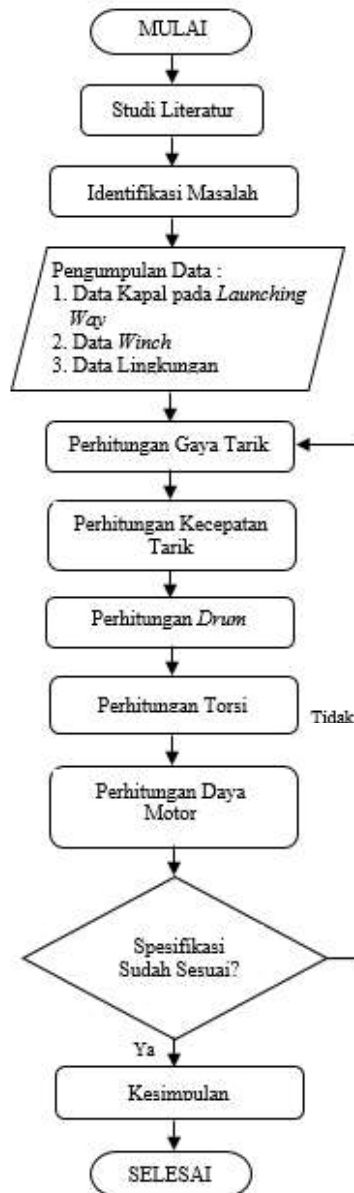 MULAI
Studi Literatur
Identifikasi Masalah
Pengumpulan Data :
1. Data Kapal pada Launching
Way
2. Data Winch
3. Data Lingkungan
Perhitungan Gaya Tarik
Perhitungan Kecepatan
Tarik
Perhitungan Drum
Perhitungan Torsi
Tidak
Perhitungan Daya
Motor
Spesifikasi
Sudah Sesuai?
Ya
Kesimpulan
SELESAI